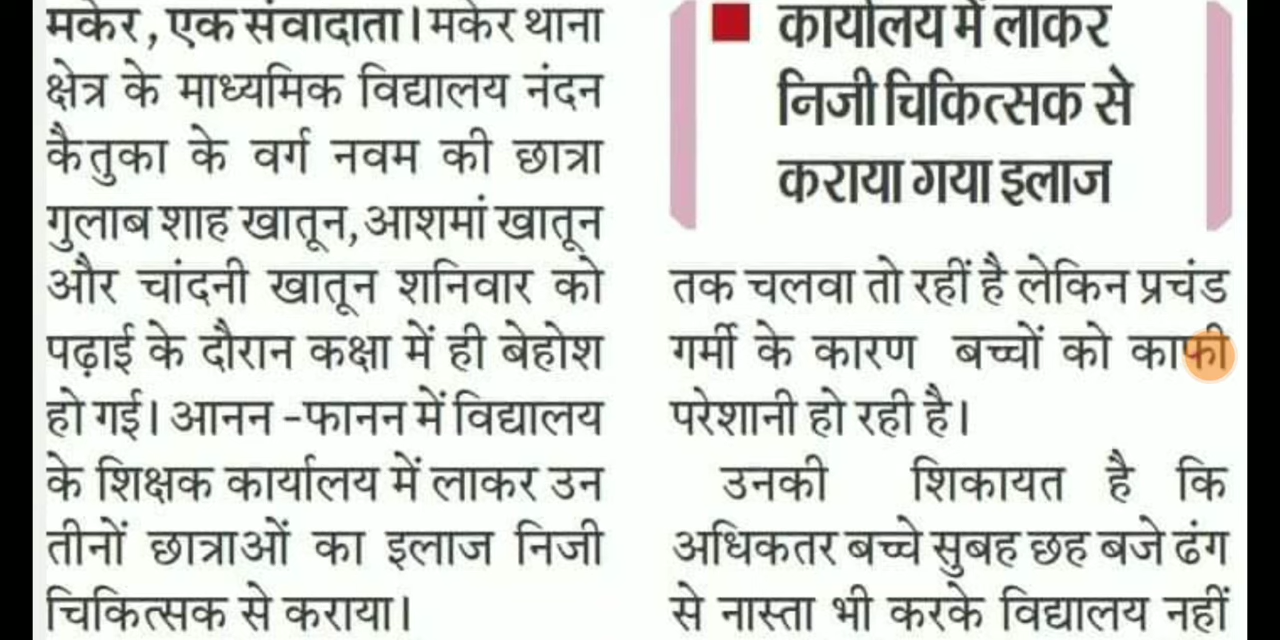 मकेर, एक संवादाता। मकेर थाना
क्षेत्र के माध्यमिक विद्यालय नंदन
कैतुका के वर्ग नवम की छात्रा
गुलाब शाह खातून, आशमां खातून
और चांदनी खातून शनिवार को
पढ़ाई के दौरान कक्षा में ही बेहोश
हो गई। आनन -फानन में विद्यालय
के शिक्षक कार्यालय में लाकर उन
तीनों छात्राओं का इलाज निजी
चिकित्सक से कराया।
कार्यालय में लाकर
निजी चिकित्सक से
कराया गया इलाज
तक चलवा तो रहीं है लेकिन प्रचंड
गर्मी के कारण बच्चों को काफी
परेशानी हो रही है।
उनकी शिकायत है कि
अधिकतर बच्चे सुबह छह बजे ढंग
से नास्ता भी करके विद्यालय नहीं